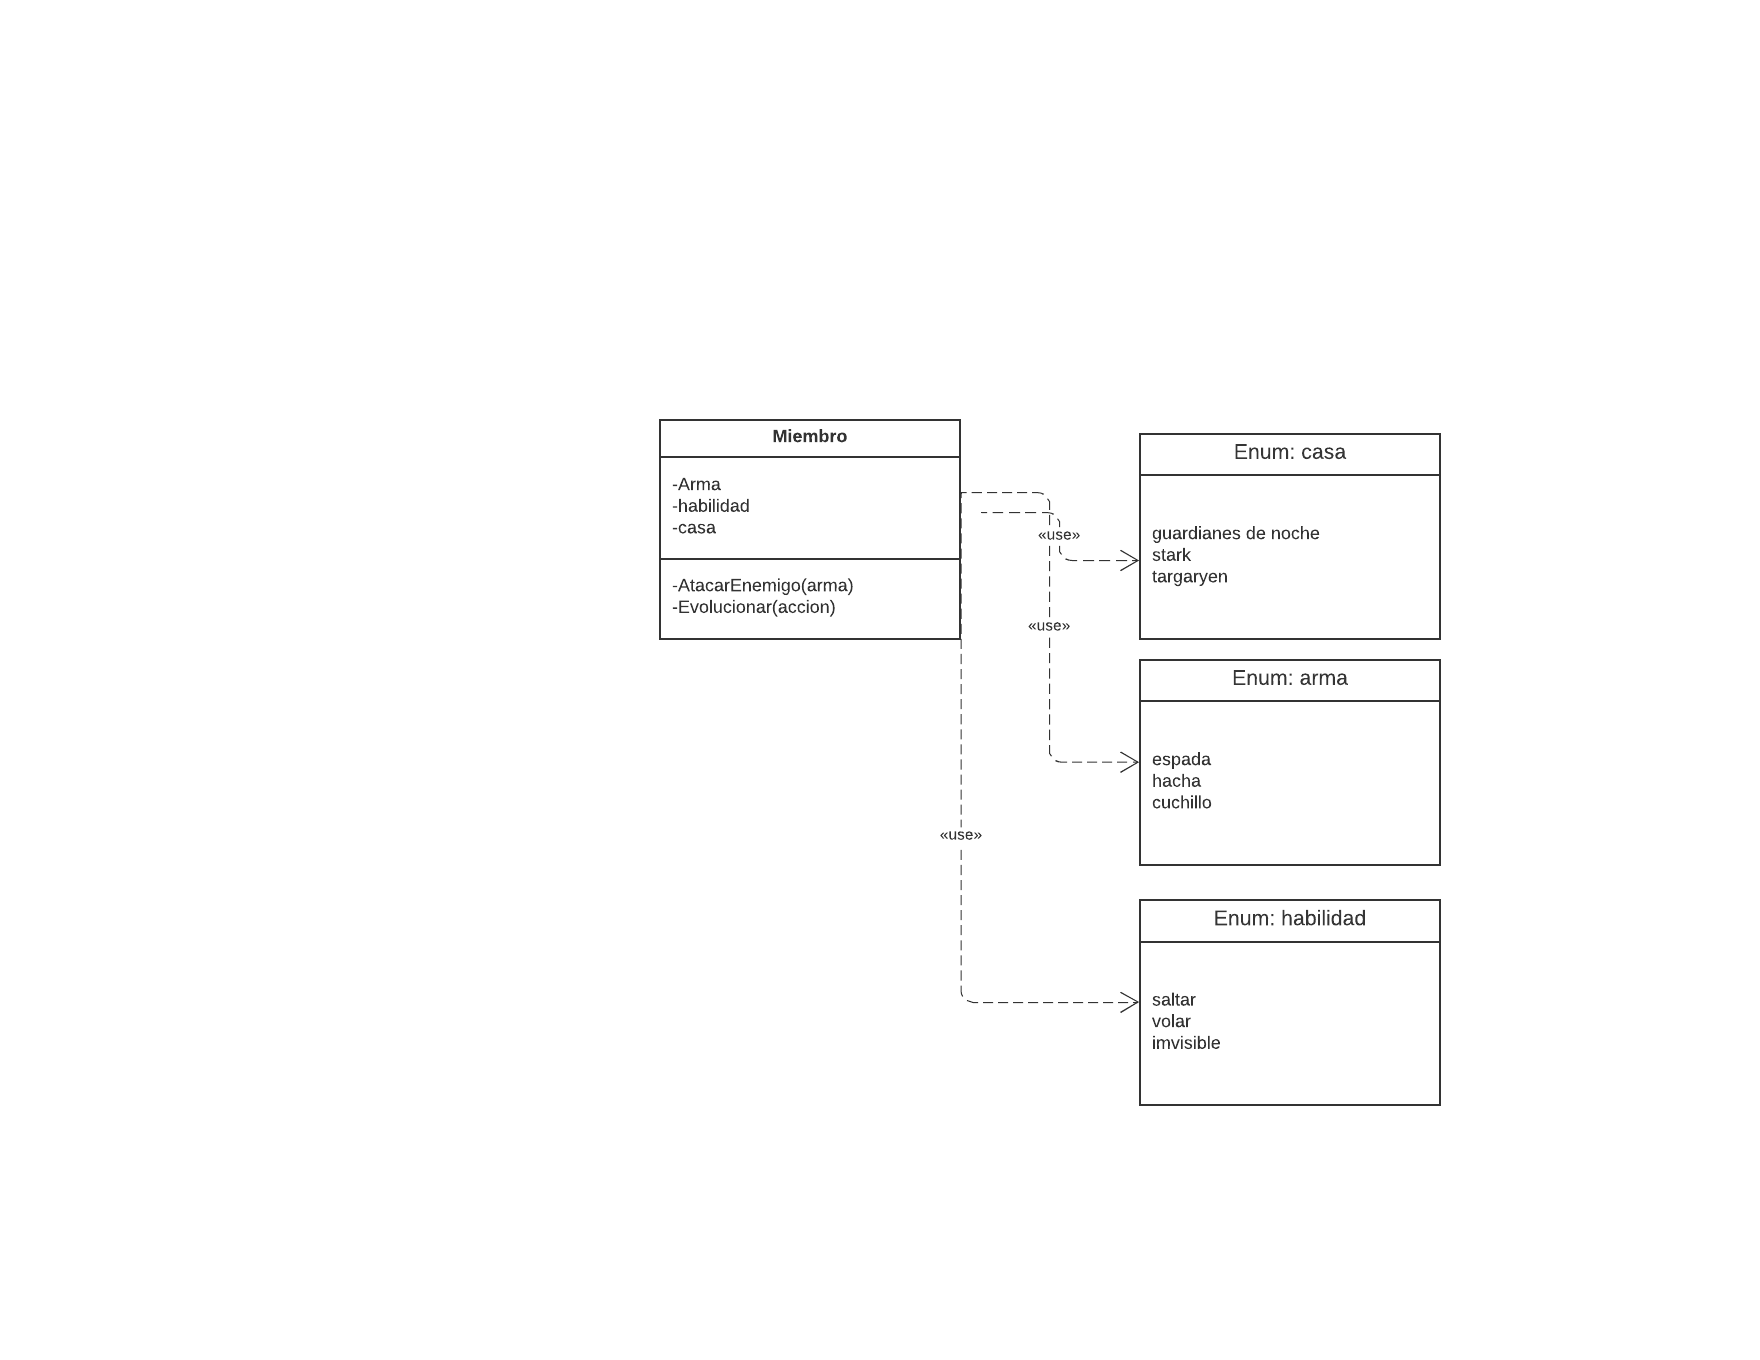 Miembro
-Arma
-habilidad
-casa
-AtacarEnemigo(arma)
-Evolucionar(accion)
«use»
«use»
«use»
Enum: casa
guardianes de noche
stark
targaryen
Enum: arma
espada
hacha
cuchillo
Enum: habilidad
saltar
volar
imvisible